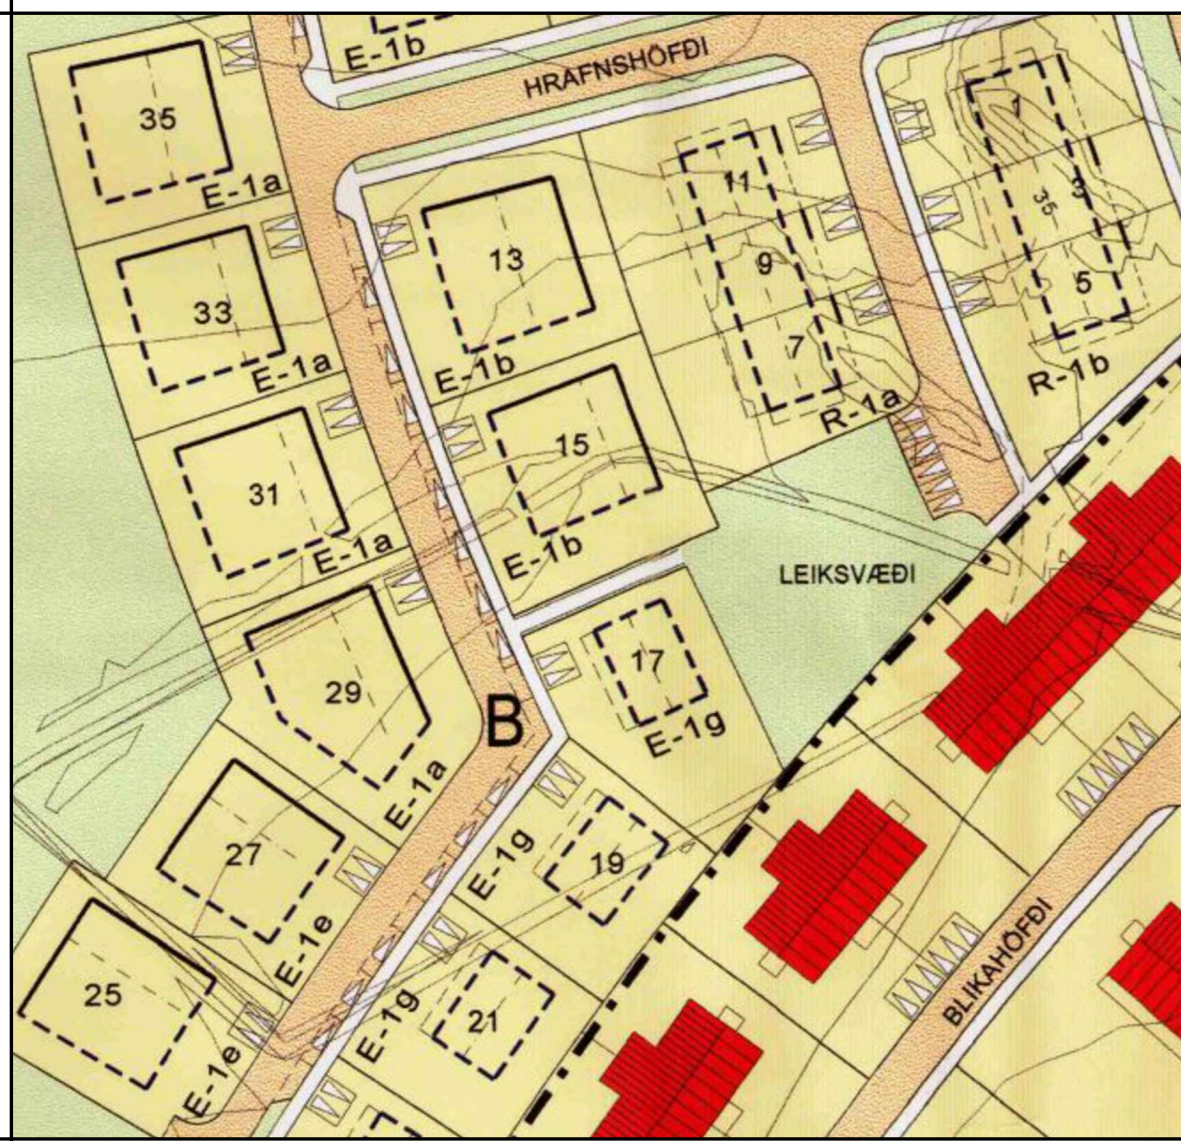 E-1b
HRAFNSHÖFÐI
35
E-1a
1
11
13
3
35
33
E-1a
9
5
E-1b
7
R-1b
R-1a
15
31
E-1a
E-1b
LEIKSVÆÐI
29
17
B
E-1g
E-1a
27
19
E-1g
E-1e
25
21
E-1g
E-1e
BLIKAHÖFÐI